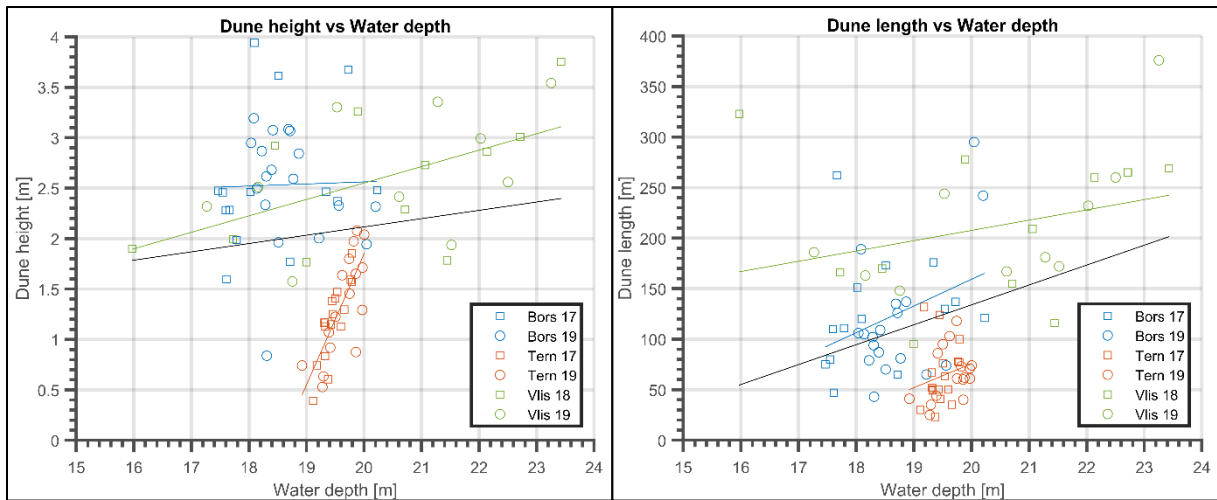 Dune height vs Water depth
4
3.5
3
2.5
2
1.5
1
0.5
0
Dune height [m]
15 16 17 18 19 20 21 22 23 24
Water depth [m]
Bors 17
Bors 19
Tern 17
Tern 19
Vlis 18
Vlis 19
Dune length vs Water depth
400
350
300
250
200
150
100
50
0
Dune length [m]
15 16 17 18 19 20 21 22 23 24
Water depth [m]
Bors 17
Bors 19
Tern 17
Tern 19
Vlis 18
Vlis 19